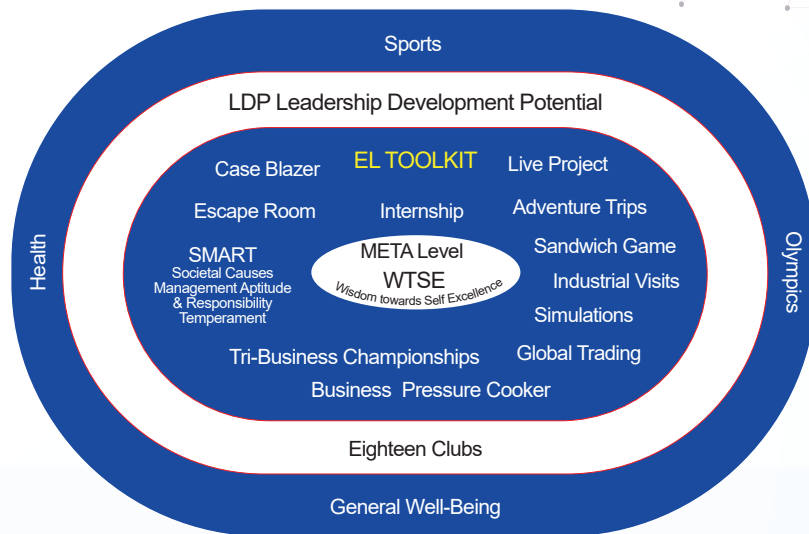 Sports
LDP Leadership Development Potential
EL TOOLKIT
Case Blazer
Live Project
Escape Room
Internship
Adventure Trips
SMART
Societal Causes
Management Aptitude
& Responsibility
Temperament
META Level
WTSE
Wisdom towards Self Excellence
Sandwich Game
Industrial Visits
Simulations
Tri-Business Championships
Global Trading
Business Pressure Cooker
Health
Olympics
Eighteen Clubs
General Well-Being